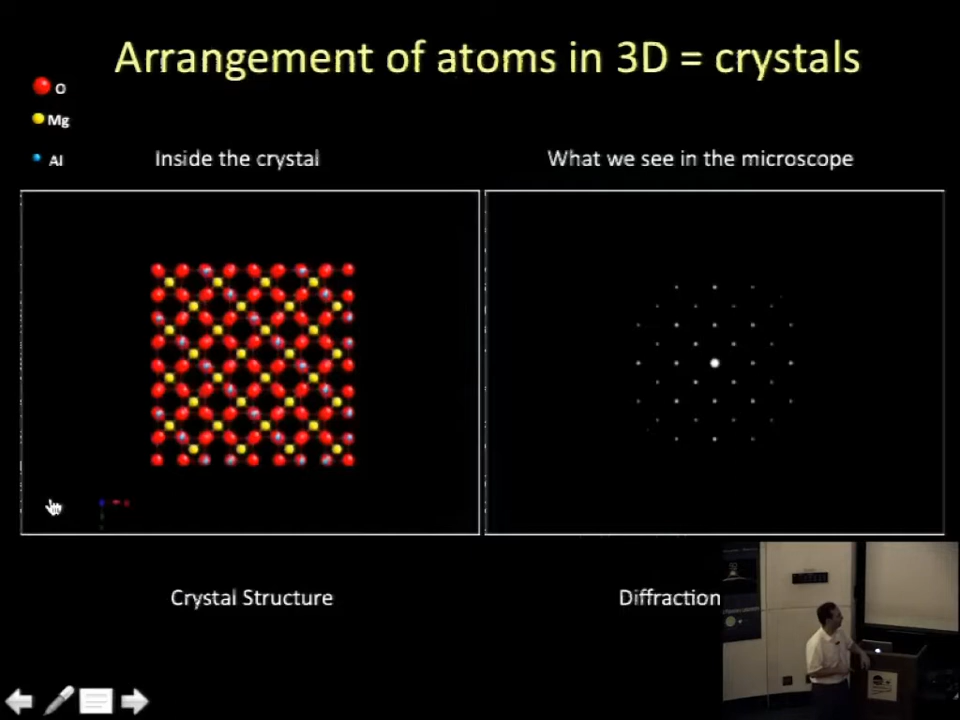 Arrangement of atoms in 3D = crystals
O
Mg
Al
Inside the crystal
What we see in the microscope
Crystal Structure
Diffraction